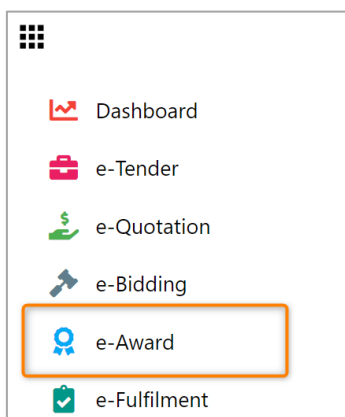 Dashboard
e-Tender
e-Quotation
e-Bidding
e-Award
e-Fulfilment